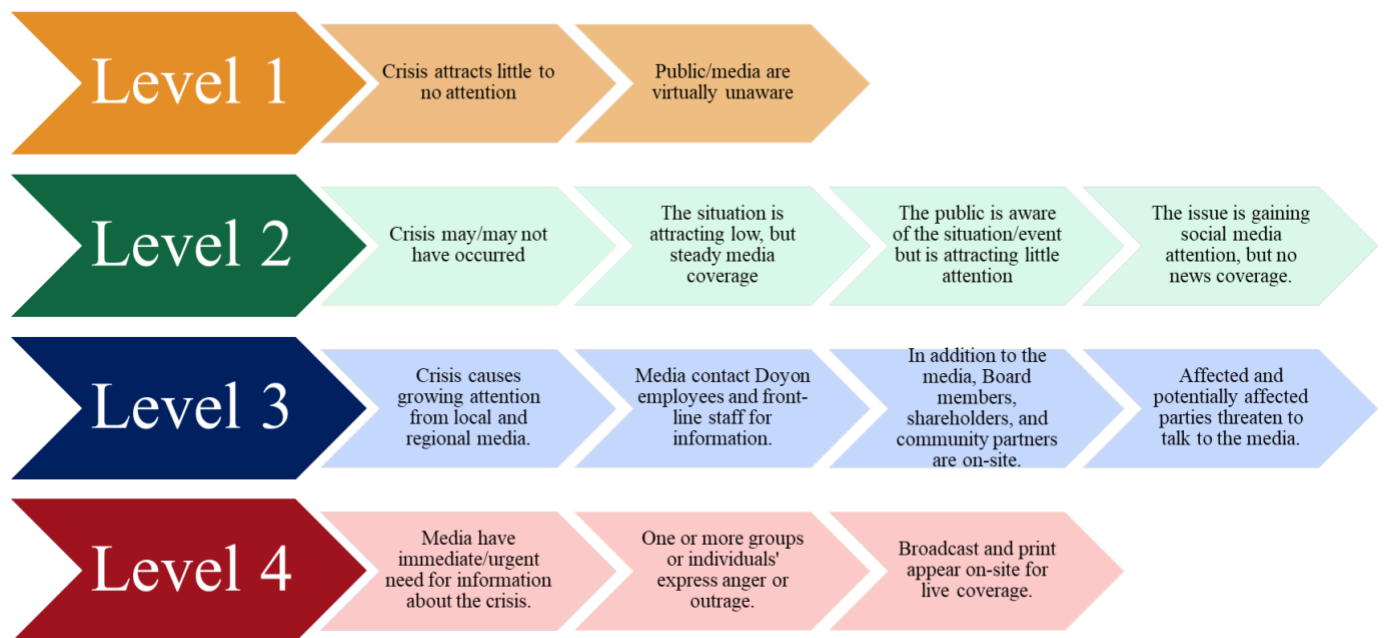 Level 1
Crisis attracts little to
no attention
Public/media are
virtually unaware
Level 2
Crisis may/may not
have occurred
The situation is
attracting low, but
steady media
coverage
The public is aware
of the situation/event
but is attracting little
attention
The issue is gaining
social media
attention, but no
news coverage.
Level 3
Crisis causes
growing attention
from local and
regional media.
Media contact Doyon
employees and front-
line staff for
information.
In addition to the
media, Board
members,
shareholders, and
community partners
are on-site.
Affected and
potentially affected
parties threaten to
talk to the media.
Level 4
Media have
immediate/urgent
need for information
about the crisis.
One or more groups
or individuals'
express anger or
outrage.
Broadcast and print
appear on-site for
live coverage.